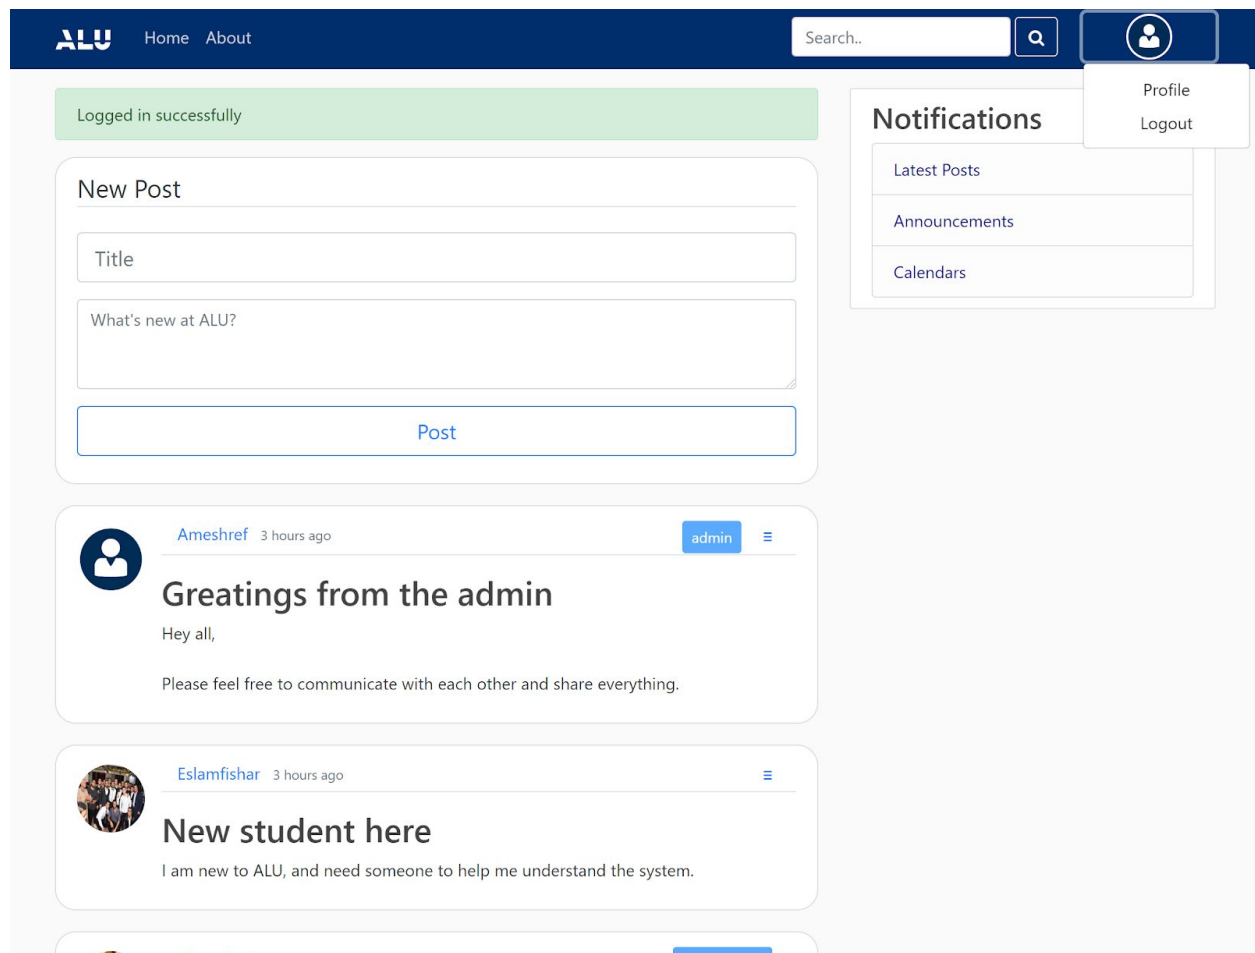 ALU Home About Search..
Profile
Logout
Logged in successfully
New Post
Title
What's new at ALU?
Post
Notifications
Latest Posts
Announcements
Calendars
Ameshref 3 hours ago admin
Greatings from the admin
Hey all,
Please feel free to communicate with each other and share everything.
Eslamfishar 3 hours ago
New student here
I am new to ALU, and need someone to help me understand the system.